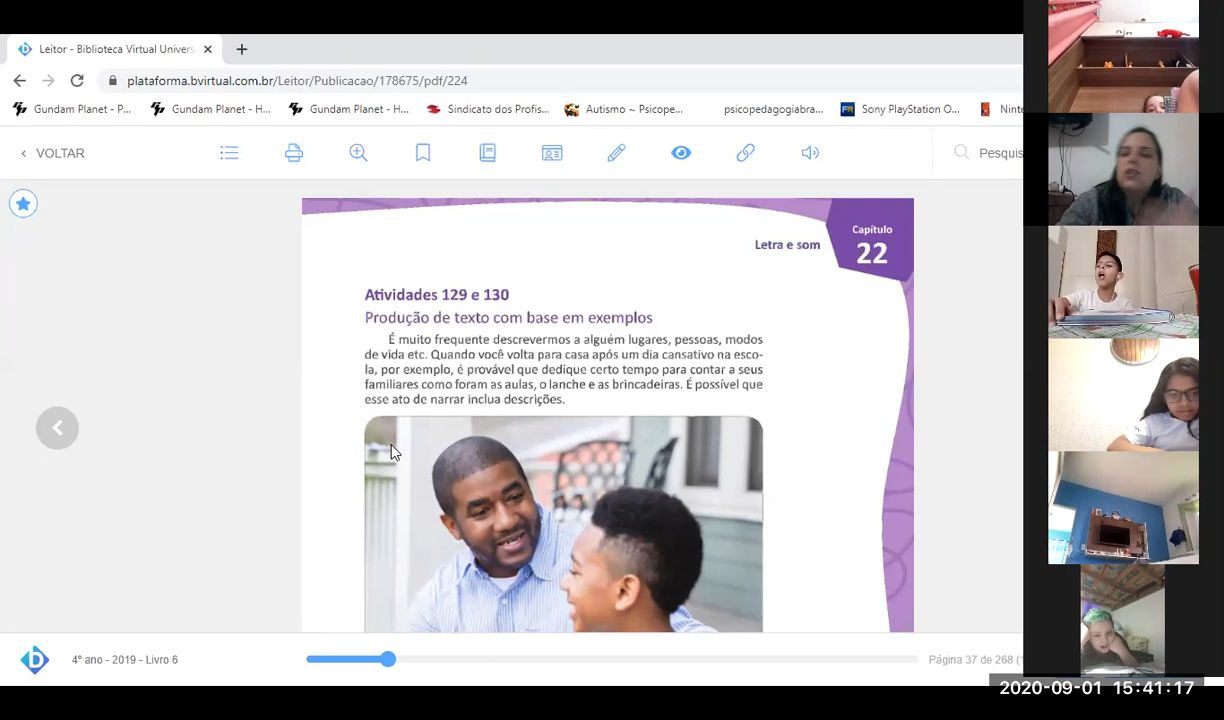 Leitor - Biblioteca Virtual Univers
plataforma.bvirtual.com.br/Leitor/Publicacao/178675/pdf/224
Gundam Planet - P...
Gundam Planet - H...
Gundam Planet - H...
Sindicato dos Profis...
Autismo ~ Psicope...
psicopedagogiabra...
Sony PlayStation O...
Ninte
VOLTAR
Pesquis
Letra e som
Capítulo
22
Atividades 129 e 130
Produção de texto com base em exemplos
É muito frequente descrevermos a alguém lugares, pessoas, modos
de vida etc. Quando você volta para casa após um dia cansativo na esco-
la, por exemplo, é provável que dedique certo tempo para contar a seus
familiares como foram as aulas, o lanche e as brincadeiras. É possível que
esse ato de narrar inclua descrições.
4º ano - 2019 - Livro 6
Página 37 de 268 (1
2020-09-01 15:41:17